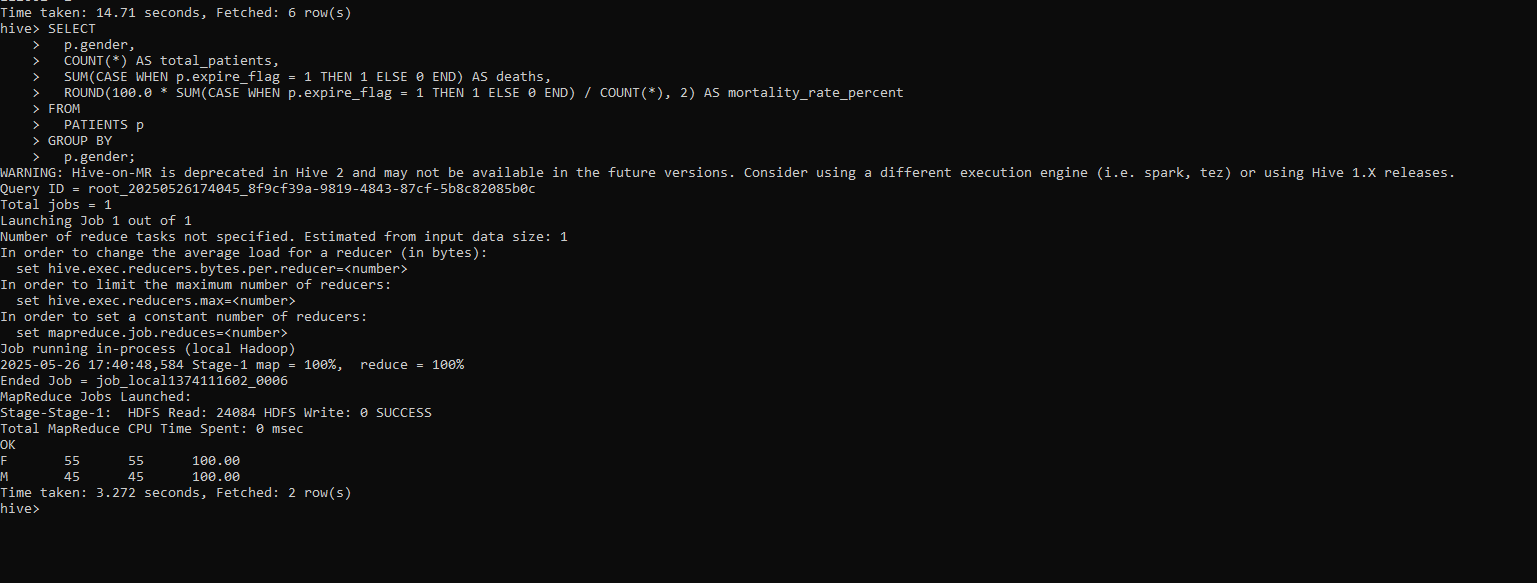 Time taken: 14.71 seconds, Fetched: 6 row(s)
hive> SELECT
    >   p.gender,
    >   COUNT(*) AS total_patients,
    >   SUM(CASE WHEN p.expire_flag = 1 THEN 1 ELSE 0 END) AS deaths,
    >   ROUND(100.0 * SUM(CASE WHEN p.expire_flag = 1 THEN 1 ELSE 0 END) / COUNT(*), 2) AS mortality_rate_percent
    > FROM
    >   PATIENTS p
    > GROUP BY
    >   p.gender;
WARNING: Hive-on-MR is deprecated in Hive 2 and may not be available in the future versions. Consider using a different execution engine (i.e. spark, tez) or using Hive 1.X releases.
Query ID = root_20250526174045_8f9cf39a-9819-4843-87cf-5b8c82085b0c
Total jobs = 1
Launching Job 1 out of 1
Number of reduce tasks not specified. Estimated from input data size: 1
In order to change the average load for a reducer (in bytes):
  set hive.exec.reducers.bytes.per.reducer=<number>
In order to limit the maximum number of reducers:
  set hive.exec.reducers.max=<number>
In order to set a constant number of reducers:
  set mapreduce.job.reduces=<number>
Job running in-process (local Hadoop)
2025-05-26 17:40:48,584 Stage-1 map = 100%,  reduce = 100%
Ended Job = job_local1374111602_0006
MapReduce Jobs Launched:
Stage-Stage-1:  HDFS Read: 24084 HDFS Write: 0 SUCCESS
Total MapReduce CPU Time Spent: 0 msec
OK
F       55      55      100.00
M       45      45      100.00
Time taken: 3.272 seconds, Fetched: 2 row(s)
hive>